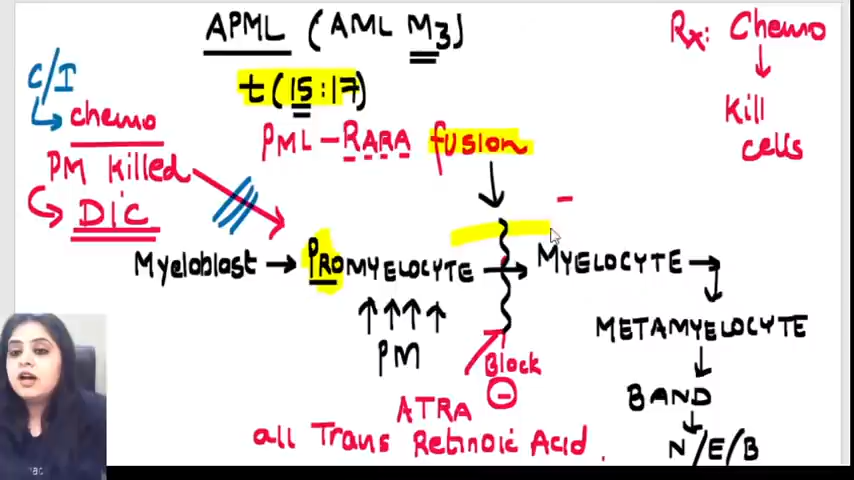 APML (AML M3)
t(15:17)
PML-RARA fusion
Rx: Chemo
Kill
cells
C/I
chemo
PM Killed
DIC
Myeloblast → PROMYELOCYTE → MYELOCYTE
METAMYELOCYTE
BAND
N/E/B
PM
Block
ATRA
all Trans Retinoic Acid.